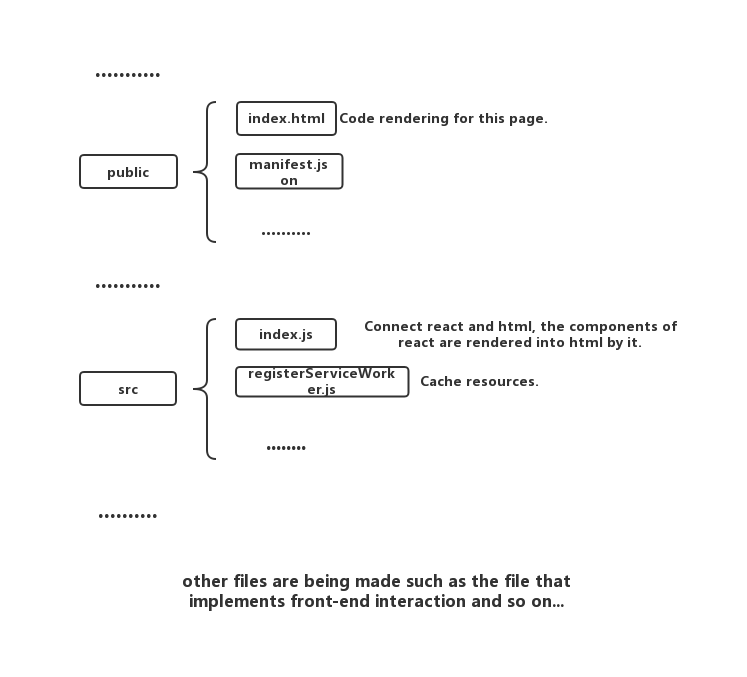 ...........
index.html
Code rendering for this page.
public
manifest.js
on
..........
...........
index.js
Connect react and html, the components of
react are rendered into html by it.
src
registerServiceWork
er.js
Cache resources.
........
..........
other files are being made such as the file that
implements front-end interaction and so on...